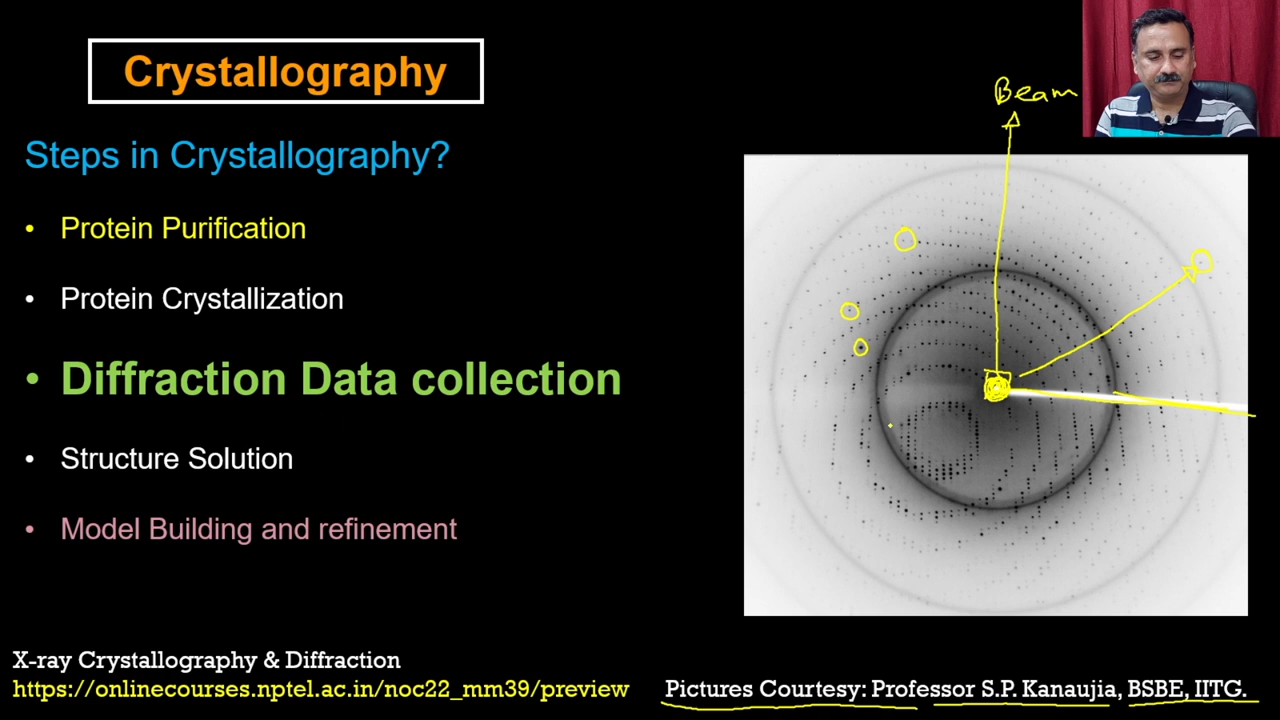 Crystallography
Beam
Steps in Crystallography?
• Protein Purification
• Protein Crystallization
• Diffraction Data collection
• Structure Solution
• Model Building and refinement
X-ray Crystallography & Diffraction
https://onlinecourses.nptel.ac.in/noc22_mm39/preview
Pictures Courtesy: Professor S.P. Kanaujia, BSBE, IITG.